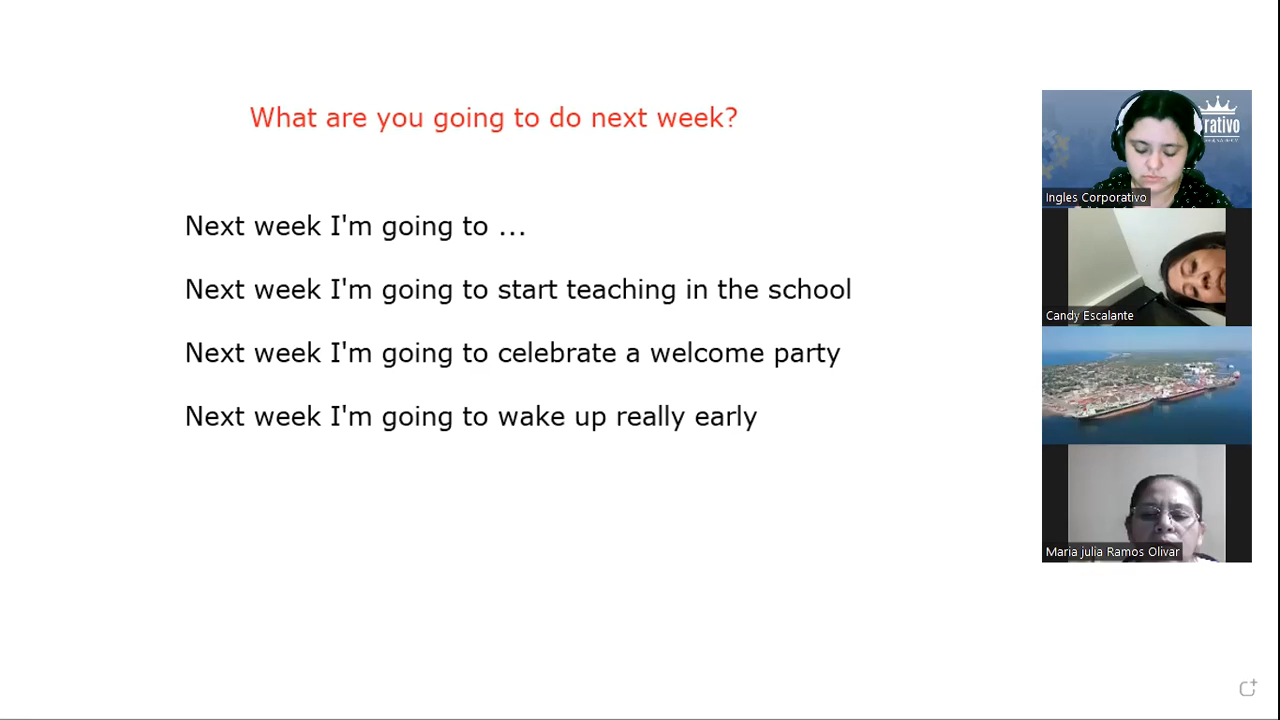 What are you going to do next week?
Next week I'm going to ...
Next week I'm going to start teaching in the school
Next week I'm going to celebrate a welcome party
Next week I'm going to wake up really early
rativo
Ingles Corporativo
Candy Escalante
Maria julia Ramos Olivar